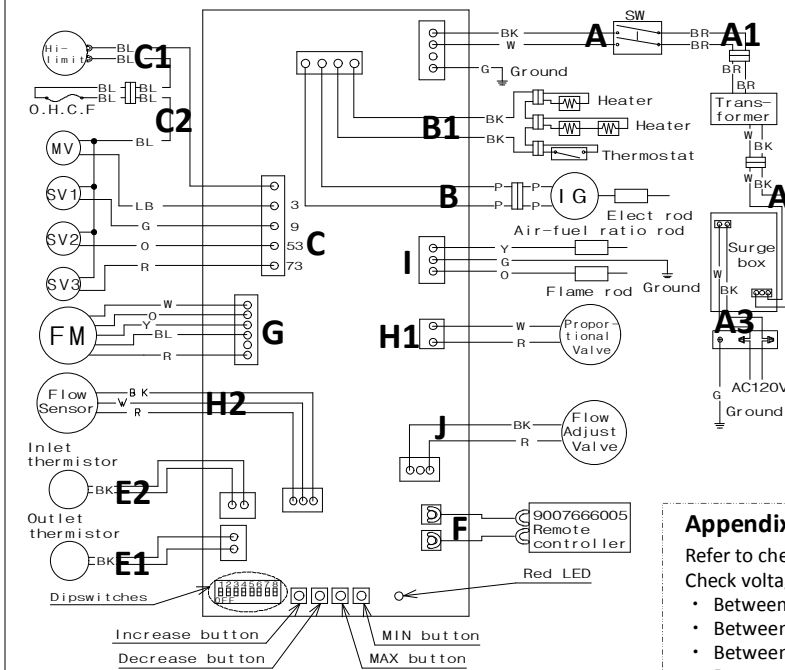 Hi-
limit
BL
BL
C1
BL
BL
BL
BL
O.H.C.F
C2
BL
MV
LB
SV1
G
SV2
O
SV3
R
3
9
53
73
C
FM
W
O
Y
BL
R
G
Flow
Sensor
BK
W
R
H2
Inlet
thermistor
BK
E2
Outlet
thermistor
BK
E1
12345678
OFF
Dipswitches
Increase button
Decrease button
MIN button
MAX button
Red LED
BK
W
G
Ground
A
SW
BR
BR
A1
BR
BR
Trans-
former
W
BK
W
BK
A
Surge
box
W
BK
A3
G
AC120V
Ground
B1
BK
BK
Heater
Heater
Thermostat
B
P
P
P
P
IG
Elect rod
Air-fuel ratio rod
I
Y
G
O
Flame rod
Ground
H1
W
R
Propor-
tional
Valve
J
BK
R
Flow
Adjust
Valve
F
9007666005
Remote
controller
Appendix
Refer to che
Check volta
・ Between
・ Between
・ Between